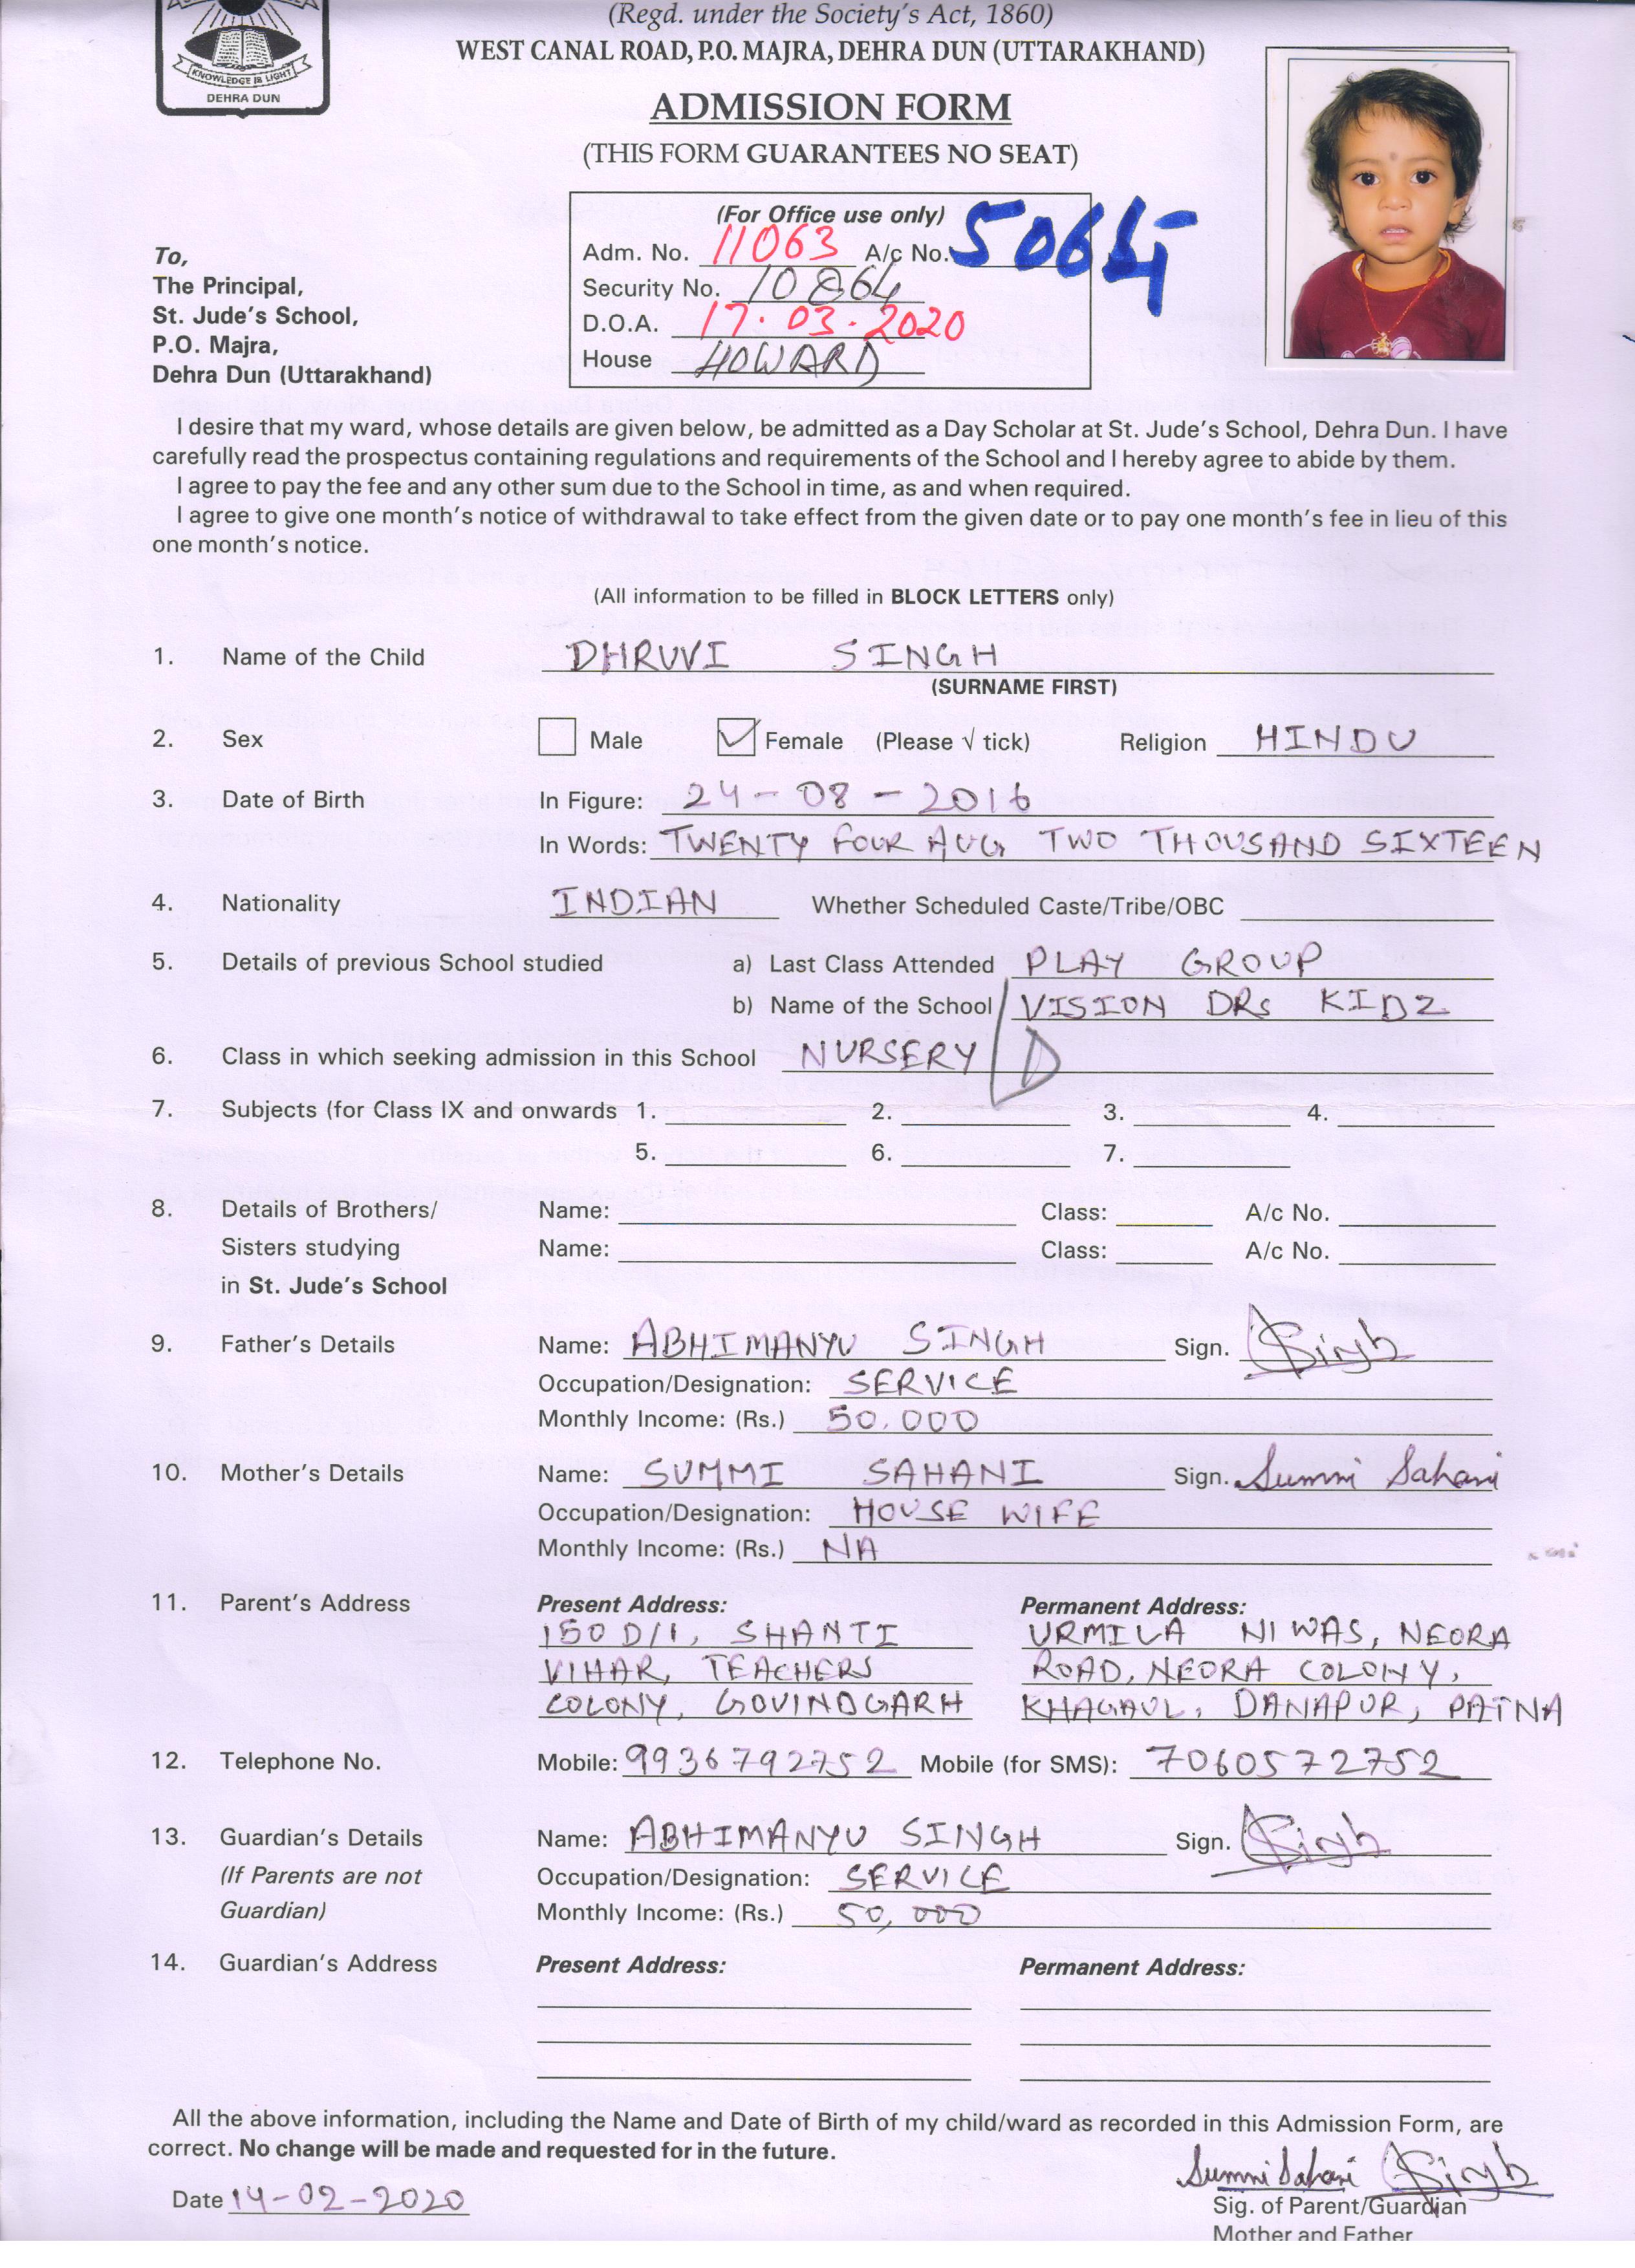 (Regd. under the Society's Act, 1860)
WEST CANAL ROAD, P.O. MAJRA, DEHRA DUN (UTTARAKHAND)
KNOWLEDGE IS LIGHT
DEHRA DUN
ADMISSION FORM
(THIS FORM GUARANTEES NO SEAT)
(For Office use only)
Adm. No. 11063 A/c No.
Security No. 10864
D.O.A. 17.03.2020
House HOWARD
To,
The Principal,
St. Jude's School,
P.O. Majra,
Dehra Dun (Uttarakhand)
I desire that my ward, whose details are given below, be admitted as a Day Scholar at St. Jude's School, Dehra Dun. I have
carefully read the prospectus containing regulations and requirements of the School and I hereby agree to abide by them.
I agree to pay the fee and any other sum due to the School in time, as and when required.
I agree to give one month's notice of withdrawal to take effect from the given date or to pay one month's fee in lieu of this
one month's notice.
(All information to be filled in BLOCK LETTERS only)
1. Name of the Child DHRUVI SINGH
(SURNAME FIRST)
2. Sex Male Female (Please √ tick) Religion HINDU
3. Date of Birth In Figure: 24-08-2016
In Words: TWENTY FOUR AUG TWO THOUSAND SIXTEEN
4. Nationality INDIAN Whether Scheduled Caste/Tribe/OBC
5. Details of previous School studied a) Last Class Attended PLAY GROUP
b) Name of the School VISION DRS KIDZ
6. Class in which seeking admission in this School NURSERY / D
7. Subjects (for Class IX and onwards 1. 2. 3. 4.
5. 6. 7.
8. Details of Brothers/ Name: Class: A/c No.
Sisters studying Name: Class: A/c No.
in St. Jude's School
9. Father's Details Name: ABHIMANYU SINGH Sign. Singh
Occupation/Designation: SERVICE
Monthly Income: (Rs.) 50,000
10. Mother's Details Name: SUMMI SAHANI Sign. Summi Sahani
Occupation/Designation: HOUSE WIFE
Monthly Income: (Rs.) NA
11. Parent's Address Present Address: Permanent Address:
150 D/1, SHANTI URMILA NIWAS, NEORA
VIHAR, TEACHERS ROAD, NEORA COLONY,
COLONY, GOVINDGARH KHAGAUL, DANAPUR, PATNA
12. Telephone No. Mobile: 9936792752 Mobile (for SMS): 7060572752
13. Guardian's Details Name: ABHIMANYU SINGH Sign. Singh
(If Parents are not Occupation/Designation: SERVICE
Guardian) Monthly Income: (Rs.) 50,000
14. Guardian's Address Present Address: Permanent Address:
All the above information, including the Name and Date of Birth of my child/ward as recorded in this Admission Form, are
correct. No change will be made and requested for in the future.
Summi Sahani Singh
Date 14-02-2020
Sig. of Parent/Guardian
Mother and Father